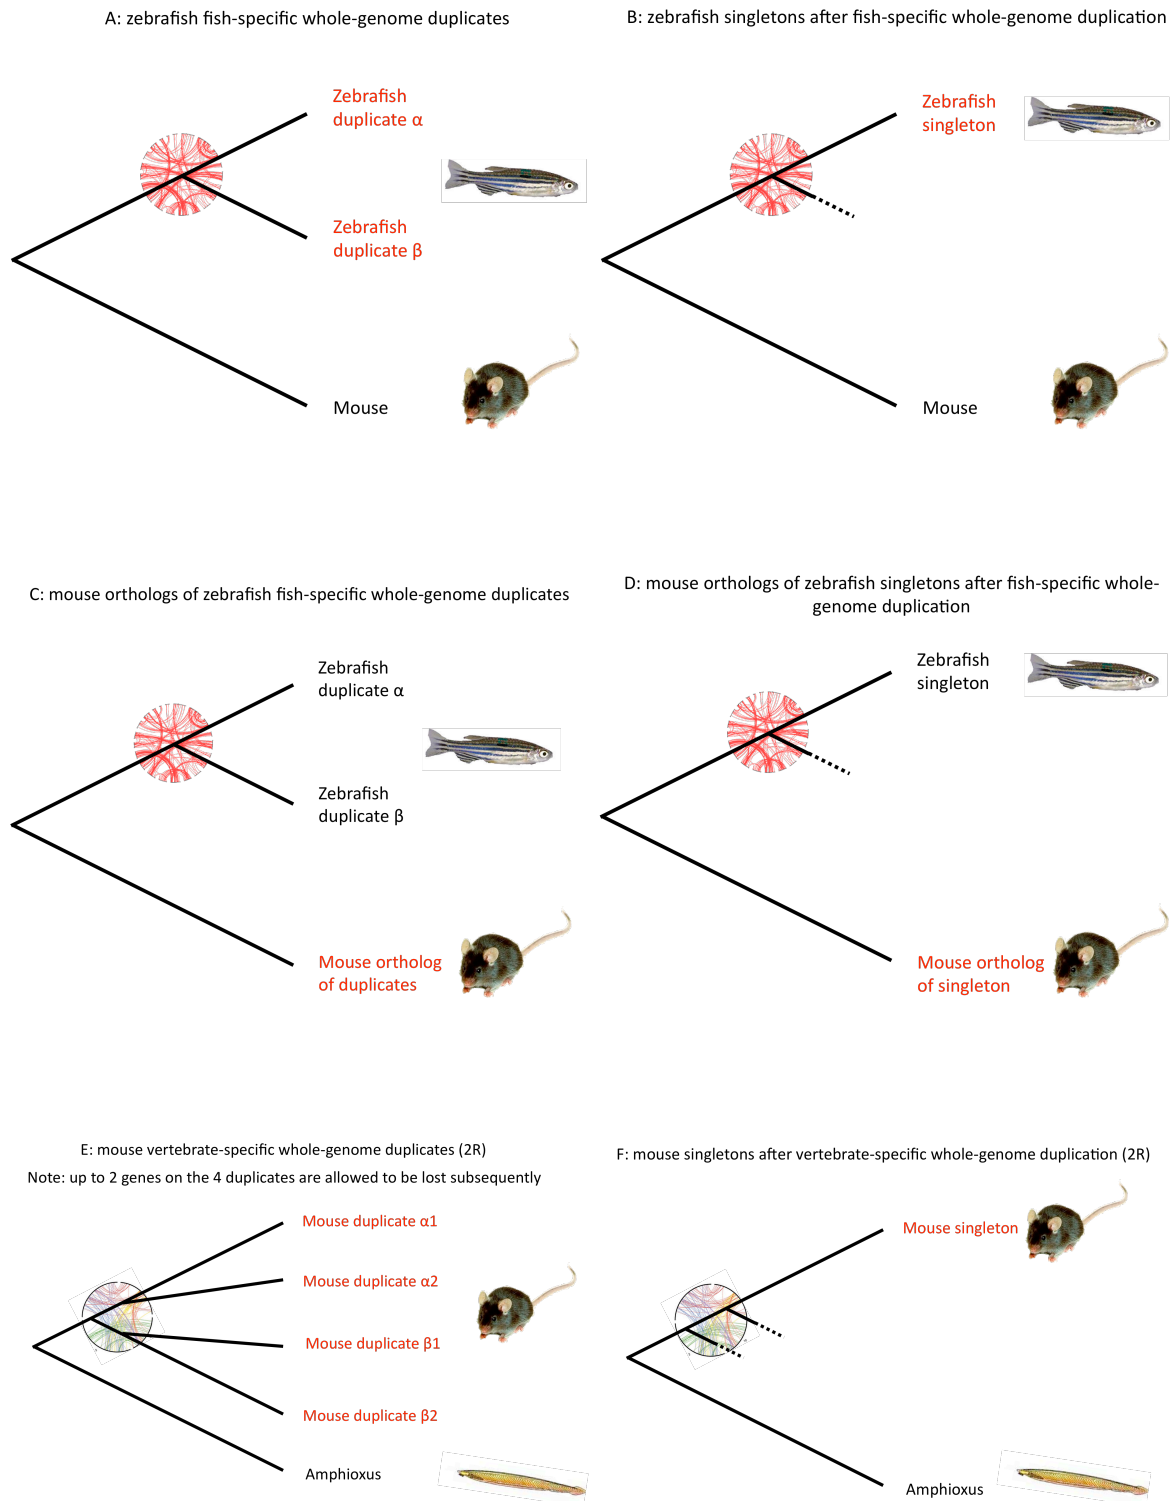 A: zebrafish fish-specific whole-genome duplicates
B: zebrafish singletons after fish-specific whole-genome duplication
Zebrafish
duplicate α
Zebrafish
duplicate β
Mouse
Zebrafish
singleton
Mouse
C: mouse orthologs of zebrafish fish-specific whole-genome duplicates
D: mouse orthologs of zebrafish singletons after fish-specific whole-
genome duplication
Zebrafish
duplicate α
Zebrafish
duplicate β
Mouse ortholog
of duplicates
Zebrafish
singleton
Mouse ortholog
of singleton
E: mouse vertebrate-specific whole-genome duplicates (2R)
Note: up to 2 genes on the 4 duplicates are allowed to be lost subsequently
Mouse duplicate α1
Mouse duplicate α2
Mouse duplicate β1
Mouse duplicate β2
Amphioxus
F: mouse singletons after vertebrate-specific whole-genome duplication (2R)
Mouse singleton
Amphioxus